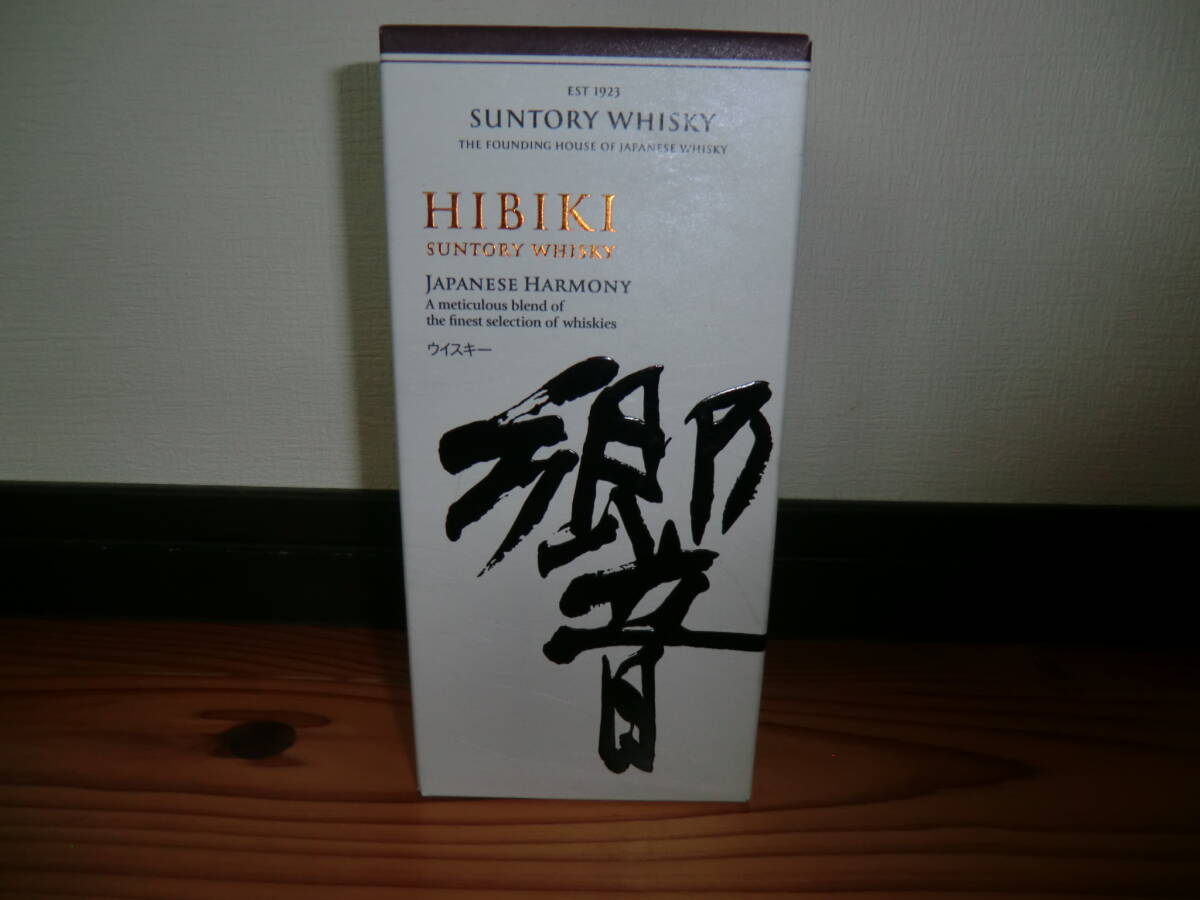 EST 1923
SUNTORY WHISKY
THE FOUNDING HOUSE OF JAPANESE WHISKY
HIBIKI
SUNTORY WHISKY
JAPANESE HARMONY
A meticulous blend of
the finest selection of whiskies
ウイスキー
響